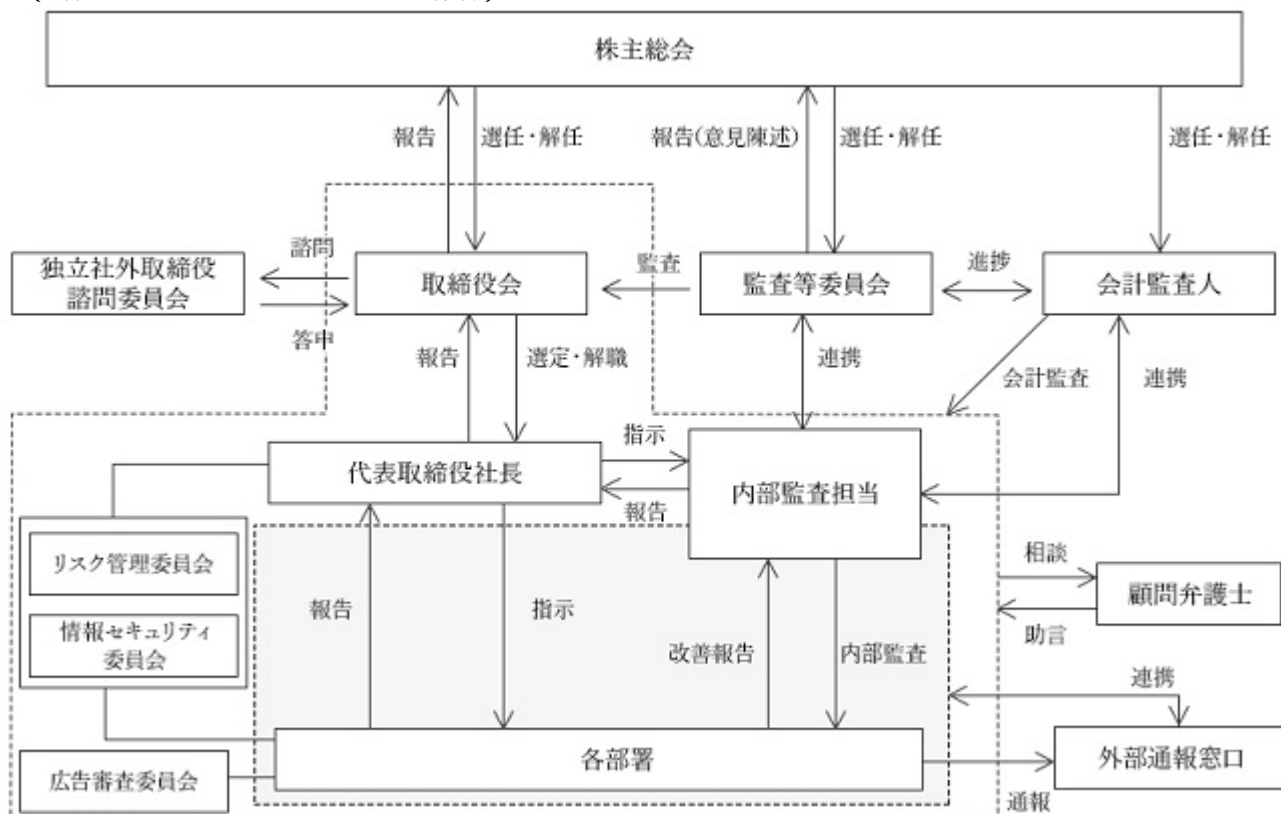 株主総会
報告
選任・解任
報告(意見陳述)
選任・解任
選任・解任
独立社外取締役
諮問委員会
諮問
答申
取締役会
監査
監査等委員会
進捗
会計監査人
報告
選定・解職
連携
会計監査
連携
代表取締役社長
指示
報告
内部監査担当
リスク管理委員会
情報セキュリティ
委員会
報告
指示
改善報告
内部監査
相談
助言
顧問弁護士
連携
広告審査委員会
各部署
通報
外部通報窓口